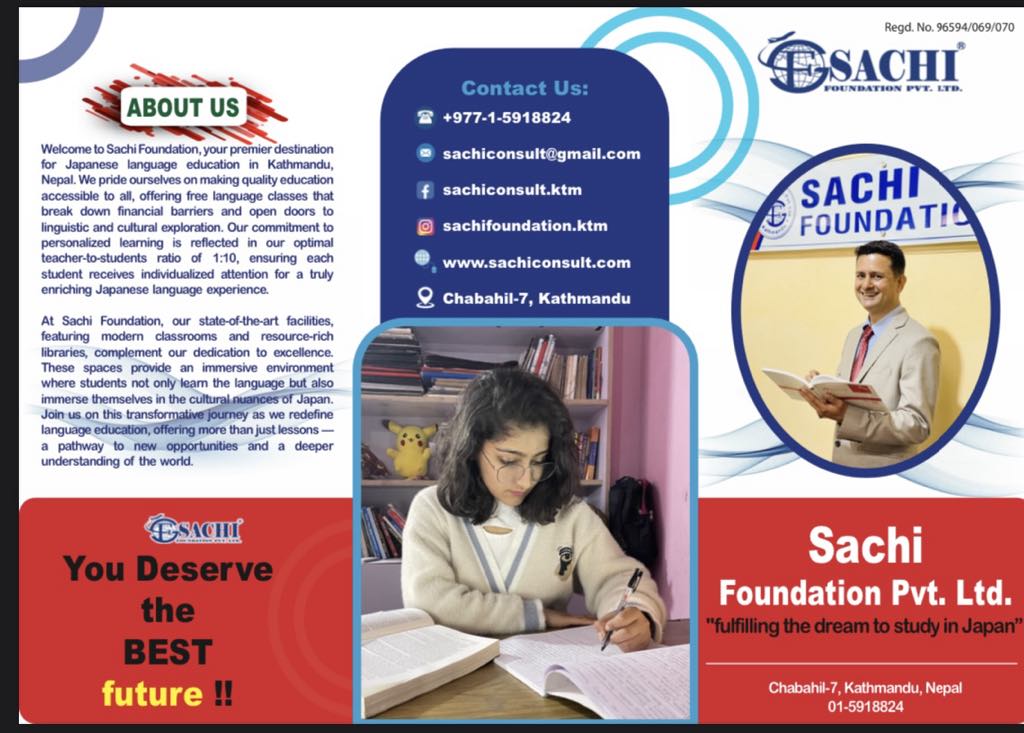 ABOUT US
Welcome to Sachi Foundation, your premier destination
for Japanese language education in Kathmandu,
Nepal. We pride ourselves on making quality education
accessible to all, offering free language classes that
break down financial barriers and open doors to
linguistic and cultural exploration. Our commitment to
personalized learning is reflected in our optimal
teacher-to-students ratio of 1:10, ensuring each
student receives individualized attention for a truly
enriching Japanese language experience.
At Sachi Foundation, our state-of-the-art facilities,
featuring modern classrooms and resource-rich
libraries, complement our dedication to excellence.
These spaces provide an immersive environment
where students not only learn the language but also
immerse themselves in the cultural nuances of Japan.
Join us on this transformative journey as we redefine
language education, offering more than just lessons —
a pathway to new opportunities and a deeper
understanding of the world.
SACHI
FOUNDATION PVT. LTD.
You Deserve
the
BEST
future !!
Contact Us:
+977-1-5918824
sachiconsult@gmail.com
sachiconsult.ktm
sachifoundation.ktm
www.sachiconsult.com
Chabahil-7, Kathmandu
Regd. No. 96594/069/070
SACHI®
FOUNDATION PVT. LTD.
SACHI
FOUNDATIO
Sachi
Foundation Pvt. Ltd.
"fulfilling the dream to study in Japan"
Chabahil-7, Kathmandu, Nepal
01-5918824